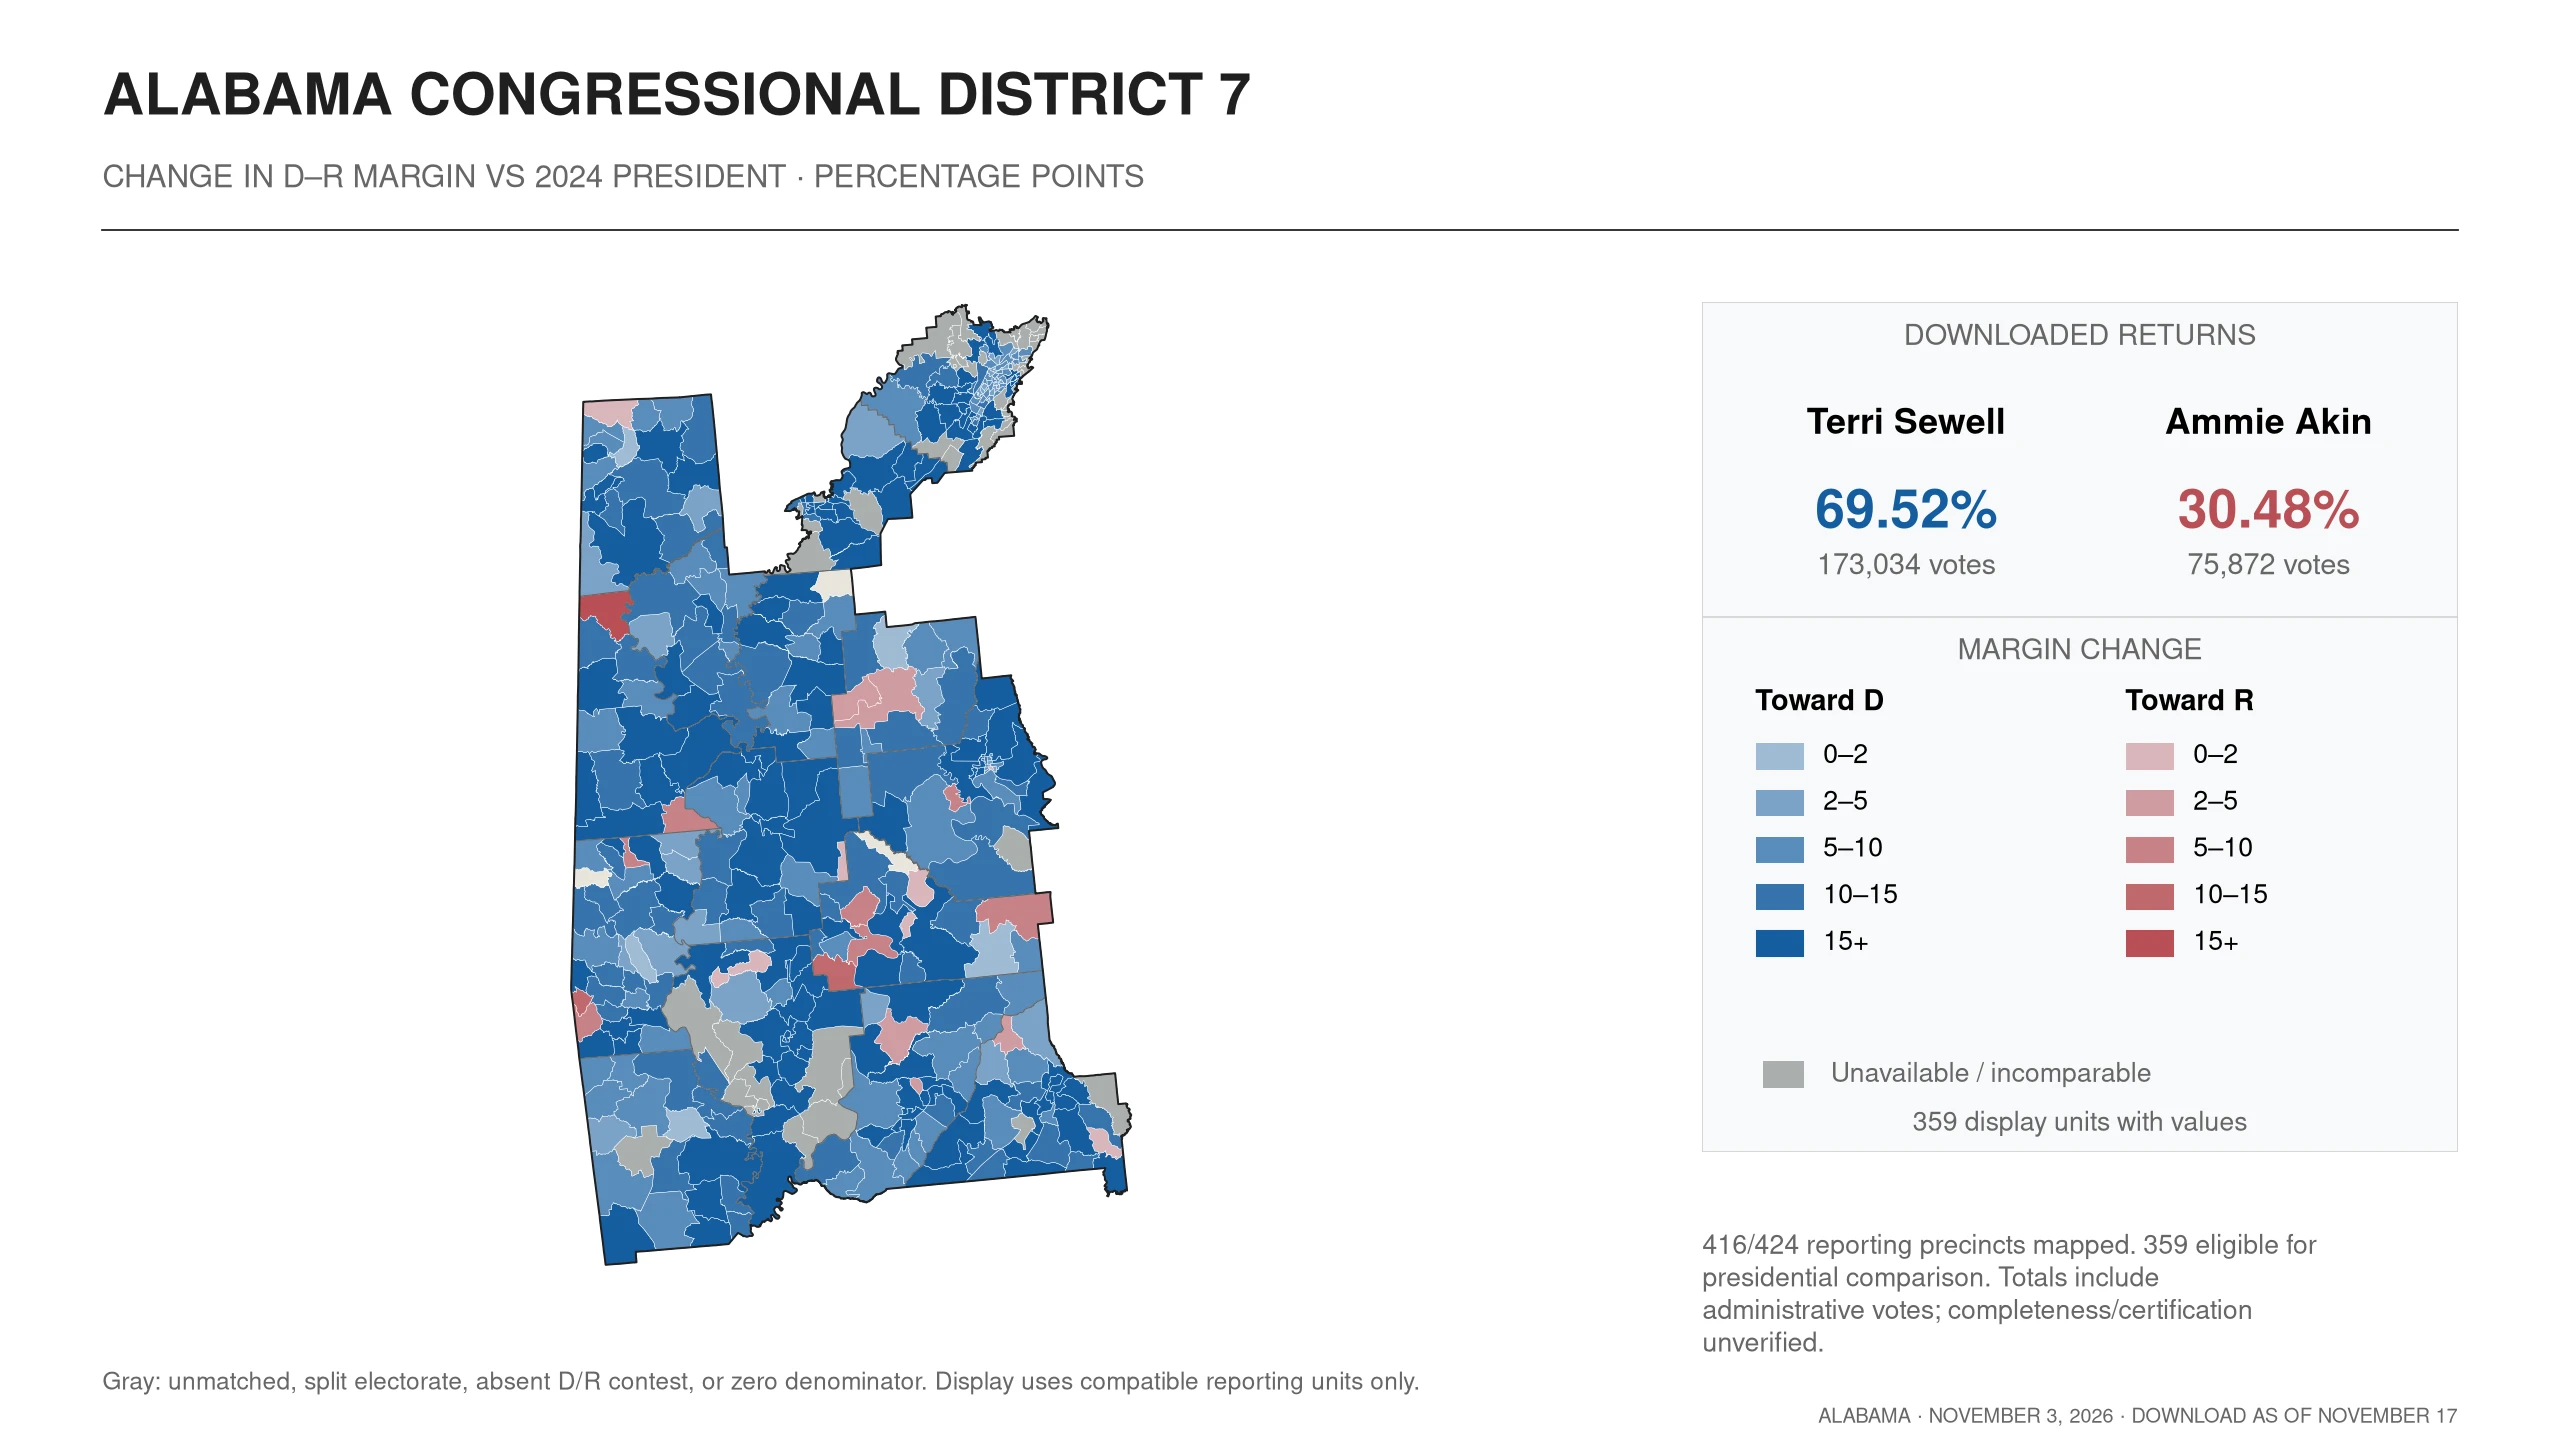 ALABAMA CONGRESSIONAL DISTRICT 7
CHANGE IN D–R MARGIN VS 2024 PRESIDENT · PERCENTAGE POINTS
DOWNLOADED RETURNS
Terri Sewell
Ammie Akin
69.52%
30.48%
173,034 votes
75,872 votes
MARGIN CHANGE
Toward D
Toward R
0–2
0–2
2–5
2–5
5–10
5–10
10–15
10–15
15+
15+
Unavailable / incomparable
359 display units with values
416/424 reporting precincts mapped. 359 eligible for
presidential comparison. Totals include
administrative votes; completeness/certification
unverified.
Gray: unmatched, split electorate, absent D/R contest, or zero denominator. Display uses compatible reporting units only.
ALABAMA · NOVEMBER 3, 2026 · DOWNLOAD AS OF NOVEMBER 17